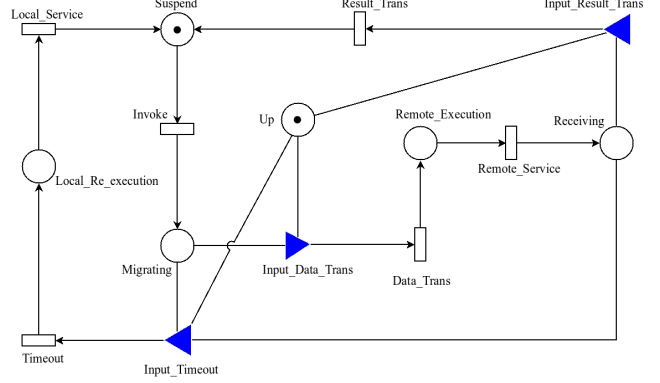 Suspend
Result_Trans
Input_Result_Trans
Local_Service
Invoke
Up
Remote_Execution
Receiving
Remote_Service
Local_Re_execution
Migrating
Input_Data_Trans
Data_Trans
Timeout
Input_Timeout